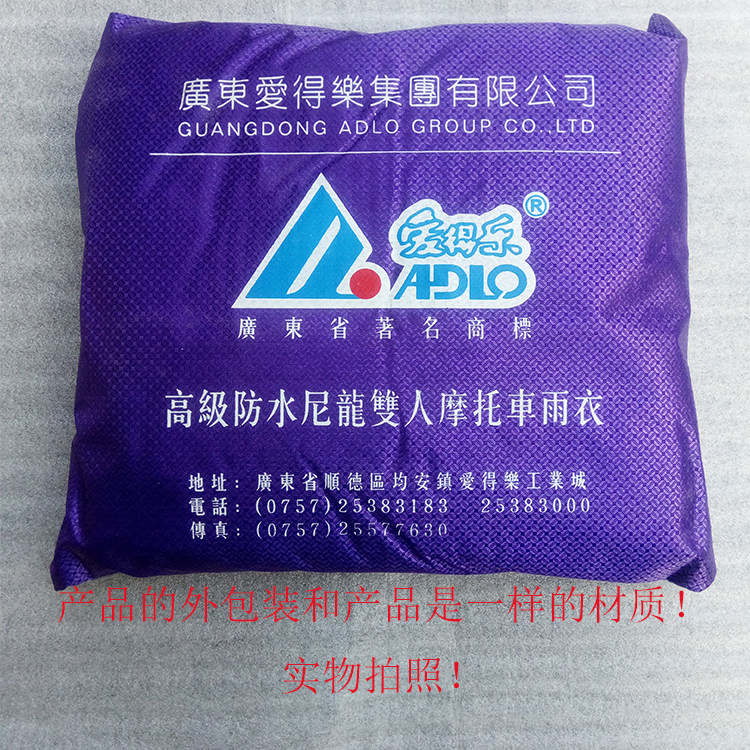 廣東愛得樂集團有限公司
GUANGDONG ADLO GROUP CO.,LTD
愛得乐®
ADLO
廣東省著名商標
高級防水尼龍雙人摩托車雨衣
地址：廣東省順德區均安鎮愛得樂工業城
電話：(0757)25383183 25383000
傳真：(0757)25577630
产品的外包装和产品是一样的材质！
实物拍照！